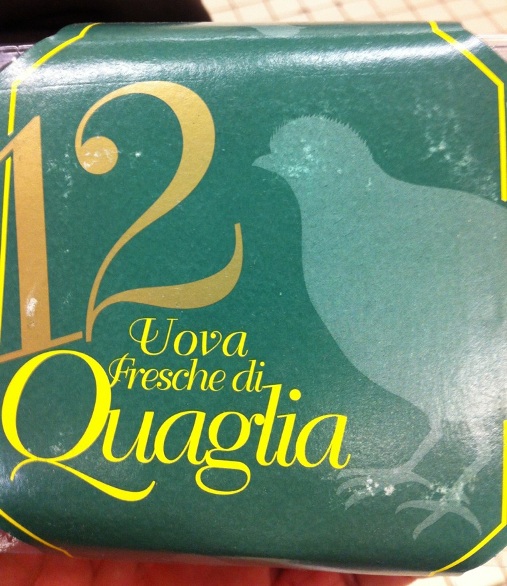 12
Uova
Fresche di
Quaglia